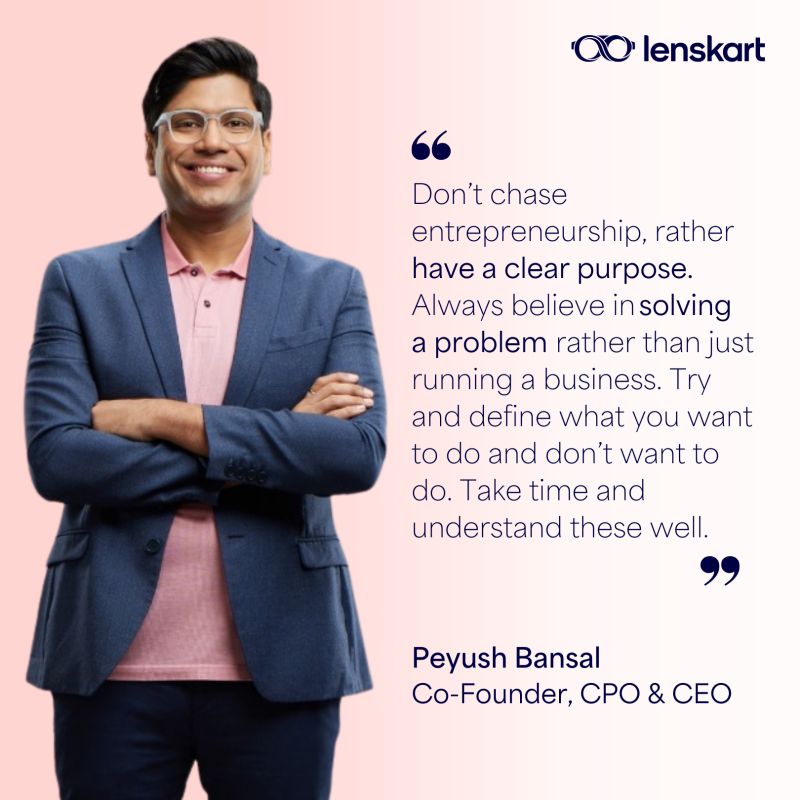 lenskart
“
Don’t chase
entrepreneurship, rather
have a clear purpose.
Always believe in solving
a problem rather than just
running a business. Try
and define what you want
to do and don’t want to
do. Take time and
understand these well.
”
Peyush Bansal
Co-Founder, CPO & CEO